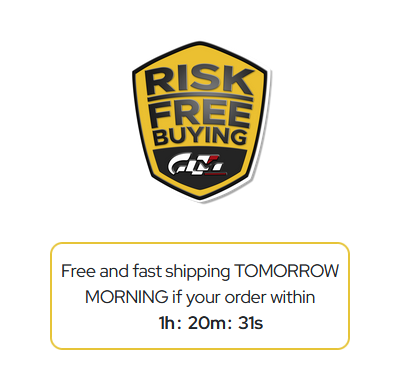 RISK
FREE
BUYING
Free and fast shipping TOMORROW
MORNING if your order within
1h: 20m: 31s